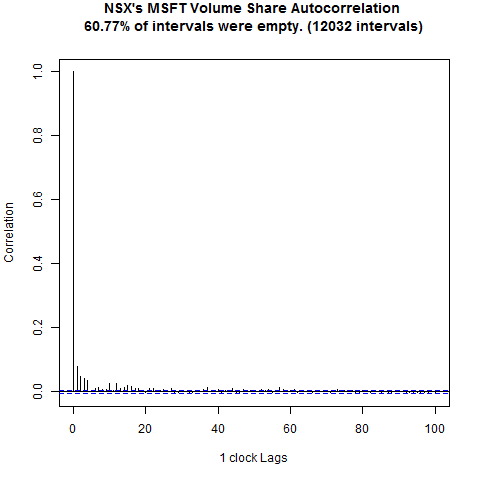 NSX's MSFT Volume Share Autocorrelation
60.77% of intervals were empty. (12032 intervals)
1.0
0.8
0.6
0.4
0.2
0.0
Correlation
0 20 40 60 80 100
1 clock Lags